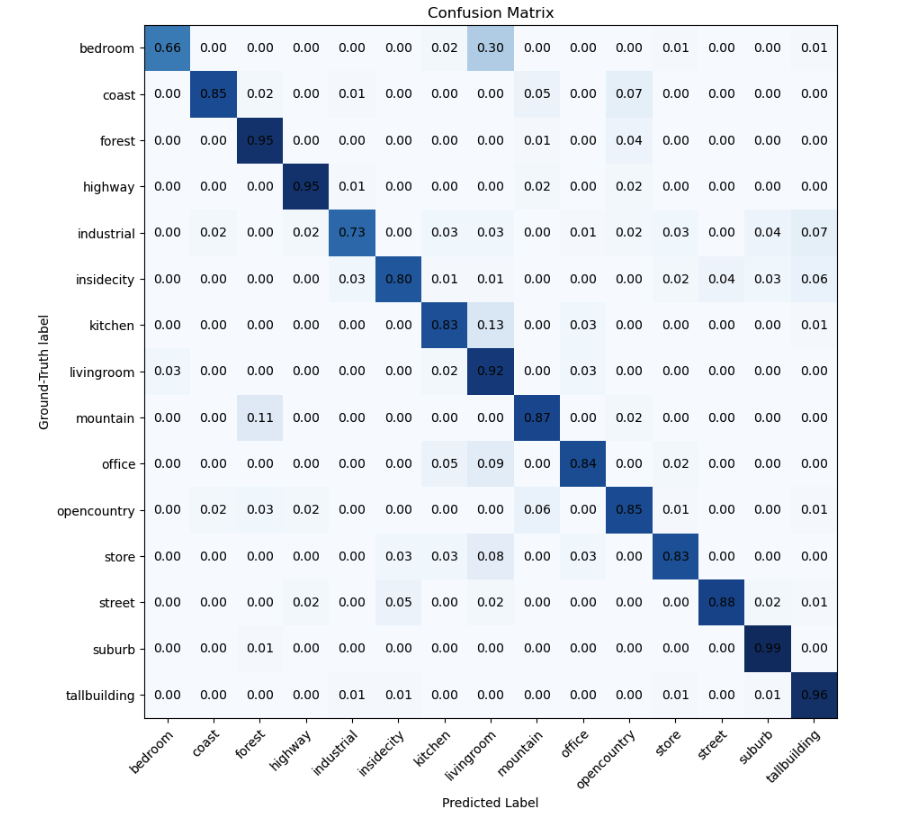 Confusion Matrix
bedroom 0.66 0.00 0.00 0.00 0.00 0.00 0.02 0.30 0.00 0.00 0.00 0.01 0.00 0.00 0.01
coast 0.00 0.85 0.02 0.00 0.01 0.00 0.00 0.00 0.05 0.00 0.07 0.00 0.00 0.00 0.00
forest 0.00 0.00 0.95 0.00 0.00 0.00 0.00 0.00 0.01 0.00 0.04 0.00 0.00 0.00 0.00
highway 0.00 0.00 0.00 0.95 0.01 0.00 0.00 0.00 0.02 0.00 0.02 0.00 0.00 0.00 0.00
industrial 0.00 0.02 0.00 0.02 0.73 0.00 0.03 0.03 0.00 0.01 0.02 0.03 0.00 0.04 0.07
insidecity 0.00 0.00 0.00 0.00 0.03 0.80 0.01 0.01 0.00 0.00 0.00 0.02 0.04 0.03 0.06
kitchen 0.00 0.00 0.00 0.00 0.00 0.00 0.83 0.13 0.00 0.03 0.00 0.00 0.00 0.00 0.01
livingroom 0.03 0.00 0.00 0.00 0.00 0.00 0.02 0.92 0.00 0.03 0.00 0.00 0.00 0.00 0.00
mountain 0.00 0.00 0.11 0.00 0.00 0.00 0.00 0.00 0.87 0.00 0.02 0.00 0.00 0.00 0.00
office 0.00 0.00 0.00 0.00 0.00 0.00 0.05 0.09 0.00 0.84 0.00 0.02 0.00 0.00 0.00
opencountry 0.00 0.02 0.03 0.02 0.00 0.00 0.00 0.00 0.06 0.00 0.85 0.01 0.00 0.00 0.01
store 0.00 0.00 0.00 0.00 0.00 0.03 0.03 0.08 0.00 0.03 0.00 0.83 0.00 0.00 0.00
street 0.00 0.00 0.00 0.02 0.00 0.05 0.00 0.02 0.00 0.00 0.00 0.00 0.88 0.02 0.01
suburb 0.00 0.00 0.01 0.00 0.00 0.00 0.00 0.00 0.00 0.00 0.00 0.00 0.00 0.99 0.00
tallbuilding 0.00 0.00 0.00 0.00 0.01 0.01 0.00 0.00 0.00 0.00 0.00 0.01 0.00 0.01 0.96
Ground-Truth label
bedroom coast forest highway industrial insidecity kitchen livingroom mountain office opencountry store street suburb tallbuilding
Predicted Label